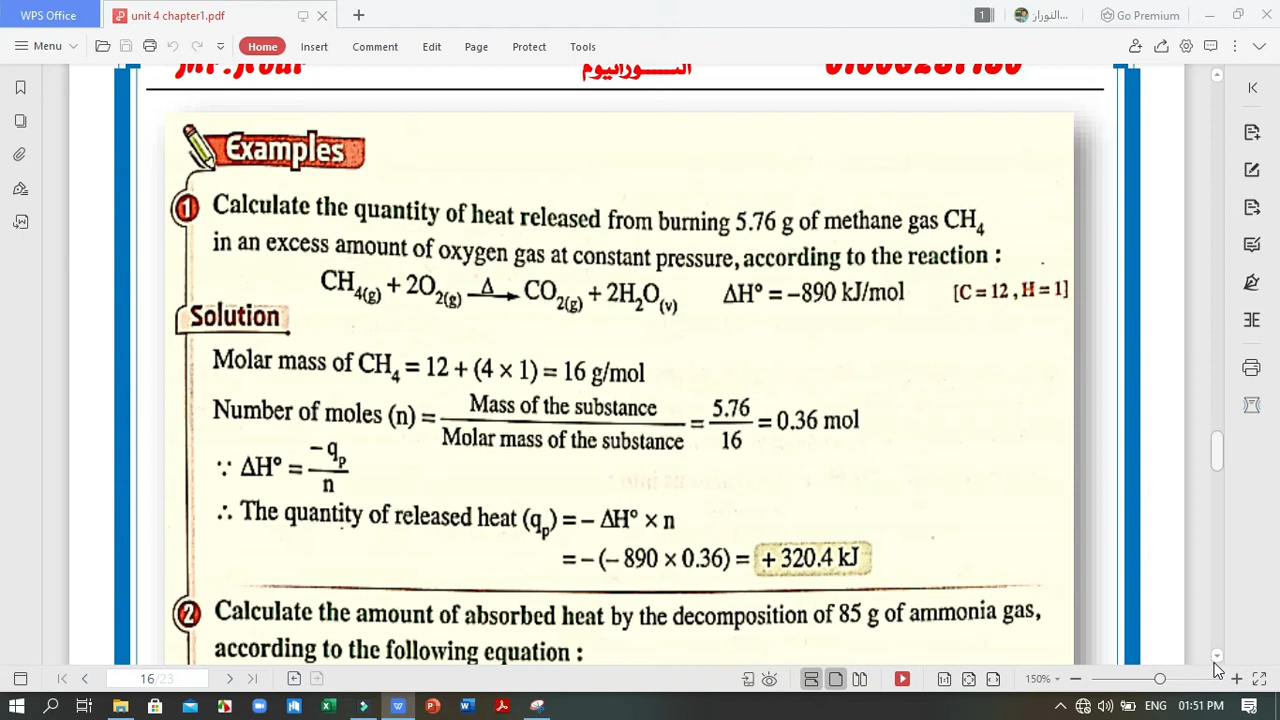 WPS Office
unit 4 chapter1.pdf
+
1
النوران...
Go Premium
Menu
Home
Insert
Comment
Edit
Page
Protect
Tools
Mr.Nour
النـــورانيوم
Examples
1 Calculate the quantity of heat released from burning 5.76 g of methane gas CH₄
in an excess amount of oxygen gas at constant pressure, according to the reaction :
CH₄(g) + 2O₂(g) —Δ→ CO₂(g) + 2H₂O(v) ΔH° = –890 kJ/mol [C = 12 , H = 1]
Solution
Molar mass of CH₄ = 12 + (4 × 1) = 16 g/mol
Number of moles (n) = Mass of the substance / Molar mass of the substance = 5.76 / 16 = 0.36 mol
∵ ΔH° = – qₚ / n
∴ The quantity of released heat (qₚ) = – ΔH° × n
= – (– 890 × 0.36) = + 320.4 kJ
2 Calculate the amount of absorbed heat by the decomposition of 85 g of ammonia gas,
according to the following equation :
16/23
150%
ENG
01:51 PM